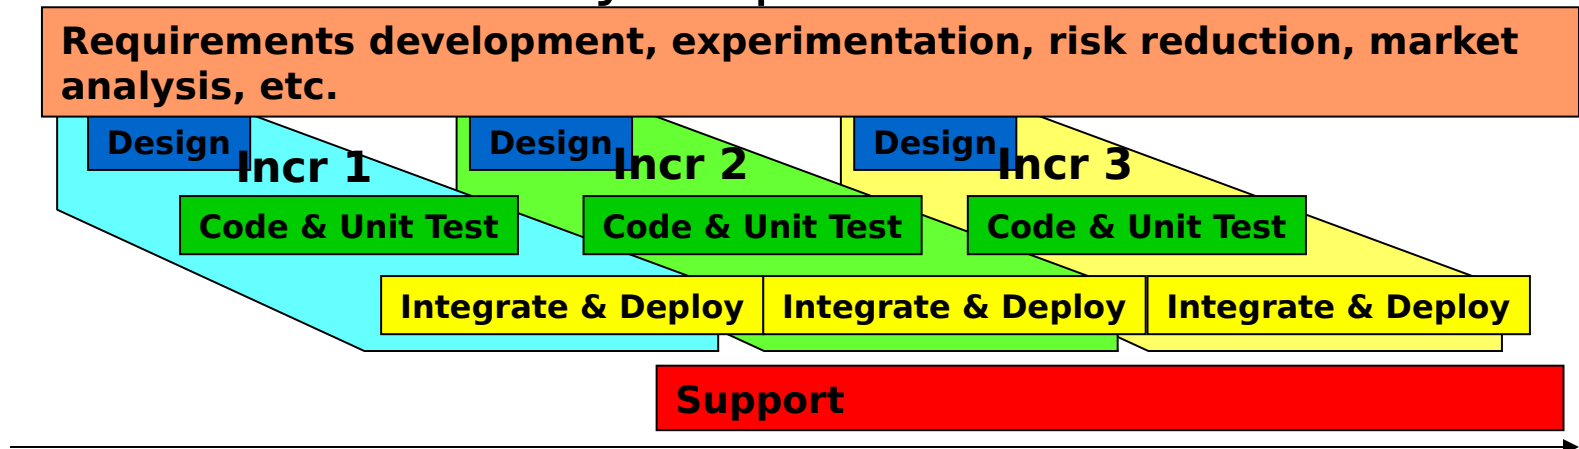 Requirements development, experimentation, risk reduction, market
analysis, etc.
Design Design Design
Incr 1 Incr 2 Incr 3
Code & Unit Test Code & Unit Test Code & Unit Test
Integrate & Deploy Integrate & Deploy Integrate & Deploy
Support